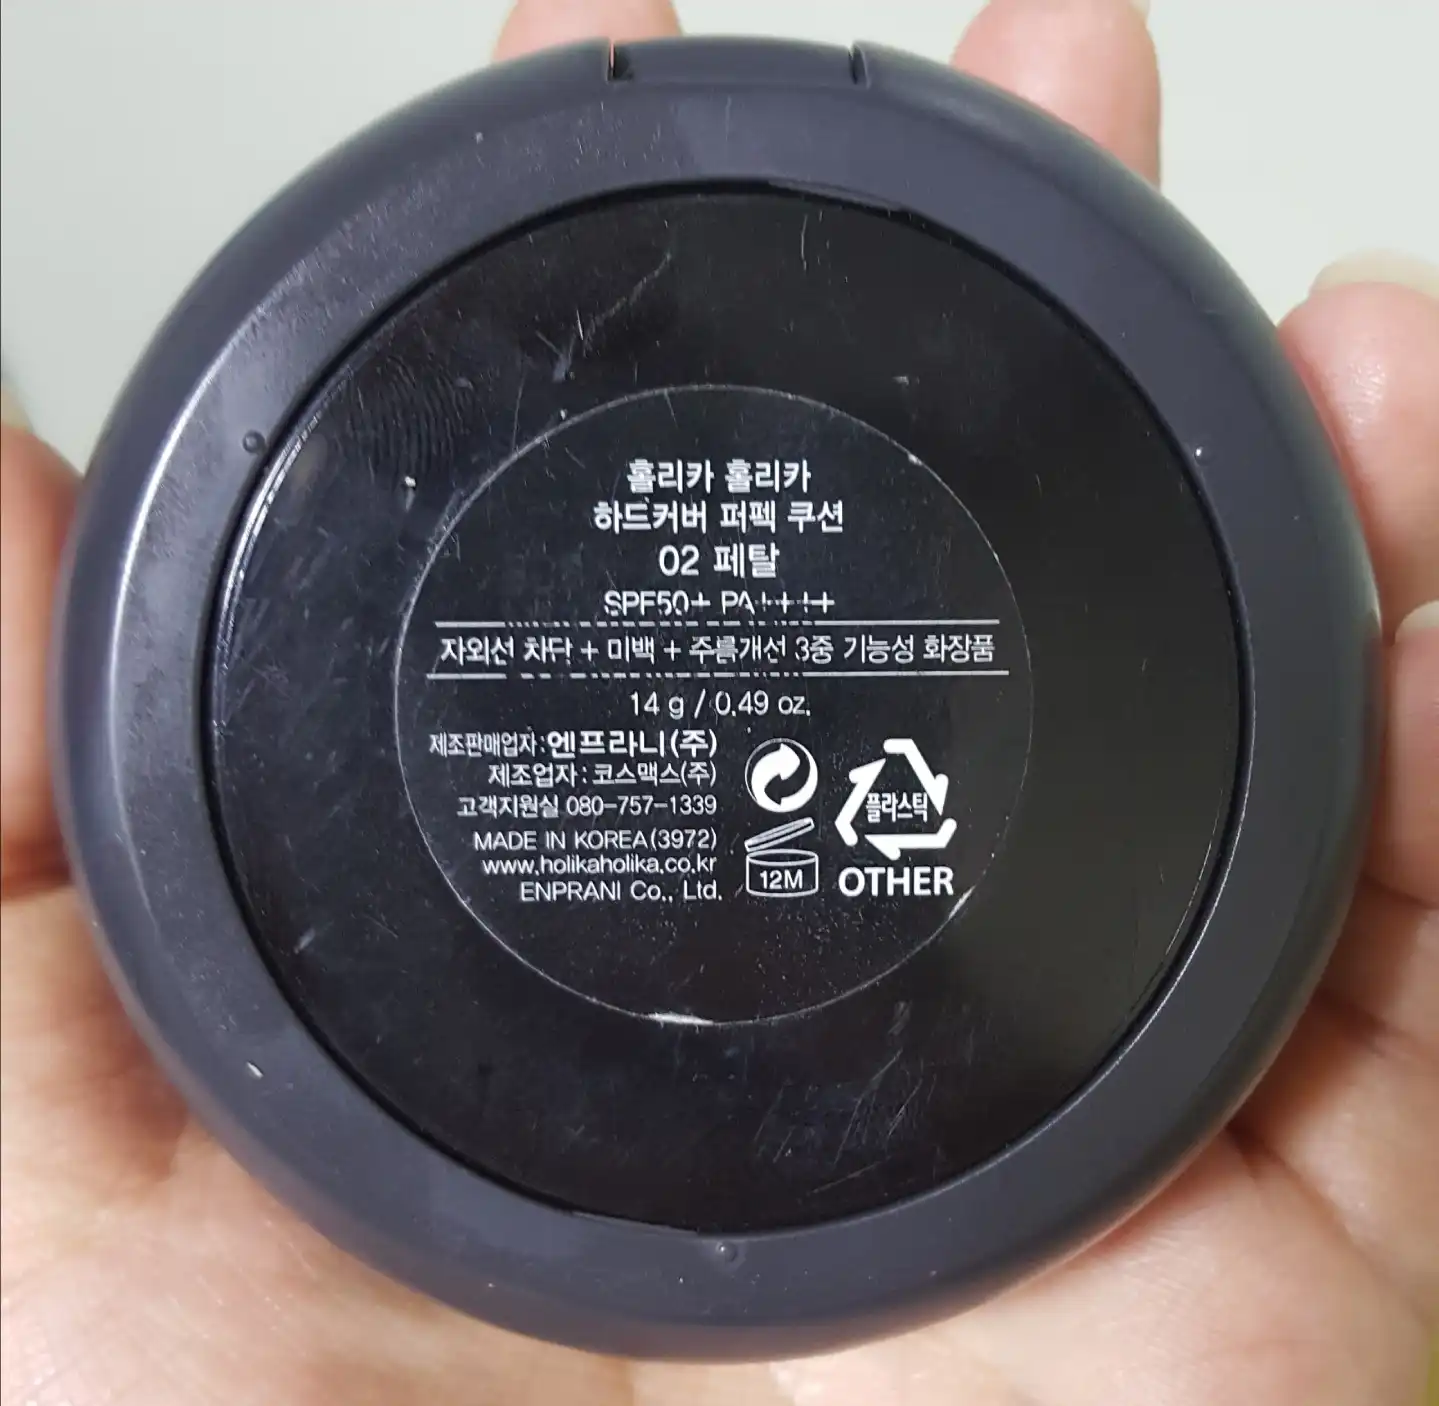 홀리카 홀리카
하드커버 퍼펙 쿠션
02 페탈
SPF50+ PA++++
자외선 차단 + 미백 + 주름개선 3중 기능성 화장품
14 g / 0.49 oz.
제조판매업자:엔프라니(주)
제조업자 : 코스맥스(주)
고객지원실 080-757-1339
MADE IN KOREA(3972)
www.holikaholika.co.kr
ENPRANI Co., Ltd.
12M
플라스틱
OTHER